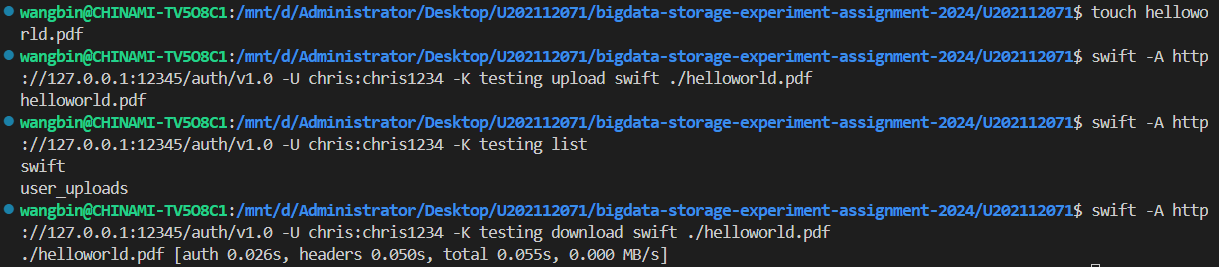 wangbin@CHINAMI-TV5O8C1:/mnt/d/Administrator/Desktop/U202112071/bigdata-storage-experiment-assignment-2024/U202112071$ touch hellowo
rld.pdf
wangbin@CHINAMI-TV5O8C1:/mnt/d/Administrator/Desktop/U202112071/bigdata-storage-experiment-assignment-2024/U202112071$ swift -A http
://127.0.0.1:12345/auth/v1.0 -U chris:chris1234 -K testing upload swift ./helloworld.pdf
helloworld.pdf
wangbin@CHINAMI-TV5O8C1:/mnt/d/Administrator/Desktop/U202112071/bigdata-storage-experiment-assignment-2024/U202112071$ swift -A http
://127.0.0.1:12345/auth/v1.0 -U chris:chris1234 -K testing list
swift
user_uploads
wangbin@CHINAMI-TV5O8C1:/mnt/d/Administrator/Desktop/U202112071/bigdata-storage-experiment-assignment-2024/U202112071$ swift -A http
://127.0.0.1:12345/auth/v1.0 -U chris:chris1234 -K testing download swift ./helloworld.pdf
./helloworld.pdf [auth 0.026s, headers 0.050s, total 0.055s, 0.000 MB/s]